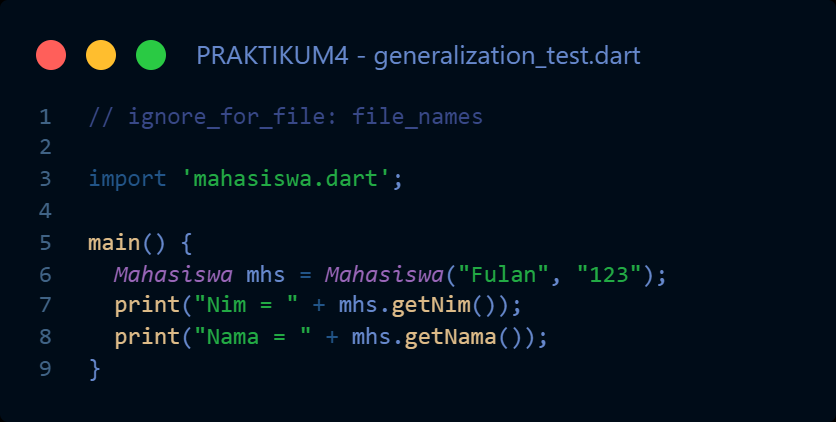 PRAKTIKUM4 - generalization_test.dart
1 // ignore_for_file: file_names
2
3 import 'mahasiswa.dart';
4
5 main() {
6   Mahasiswa mhs = Mahasiswa("Fulan", "123");
7   print("Nim = " + mhs.getNim());
8   print("Nama = " + mhs.getNama());
9 }